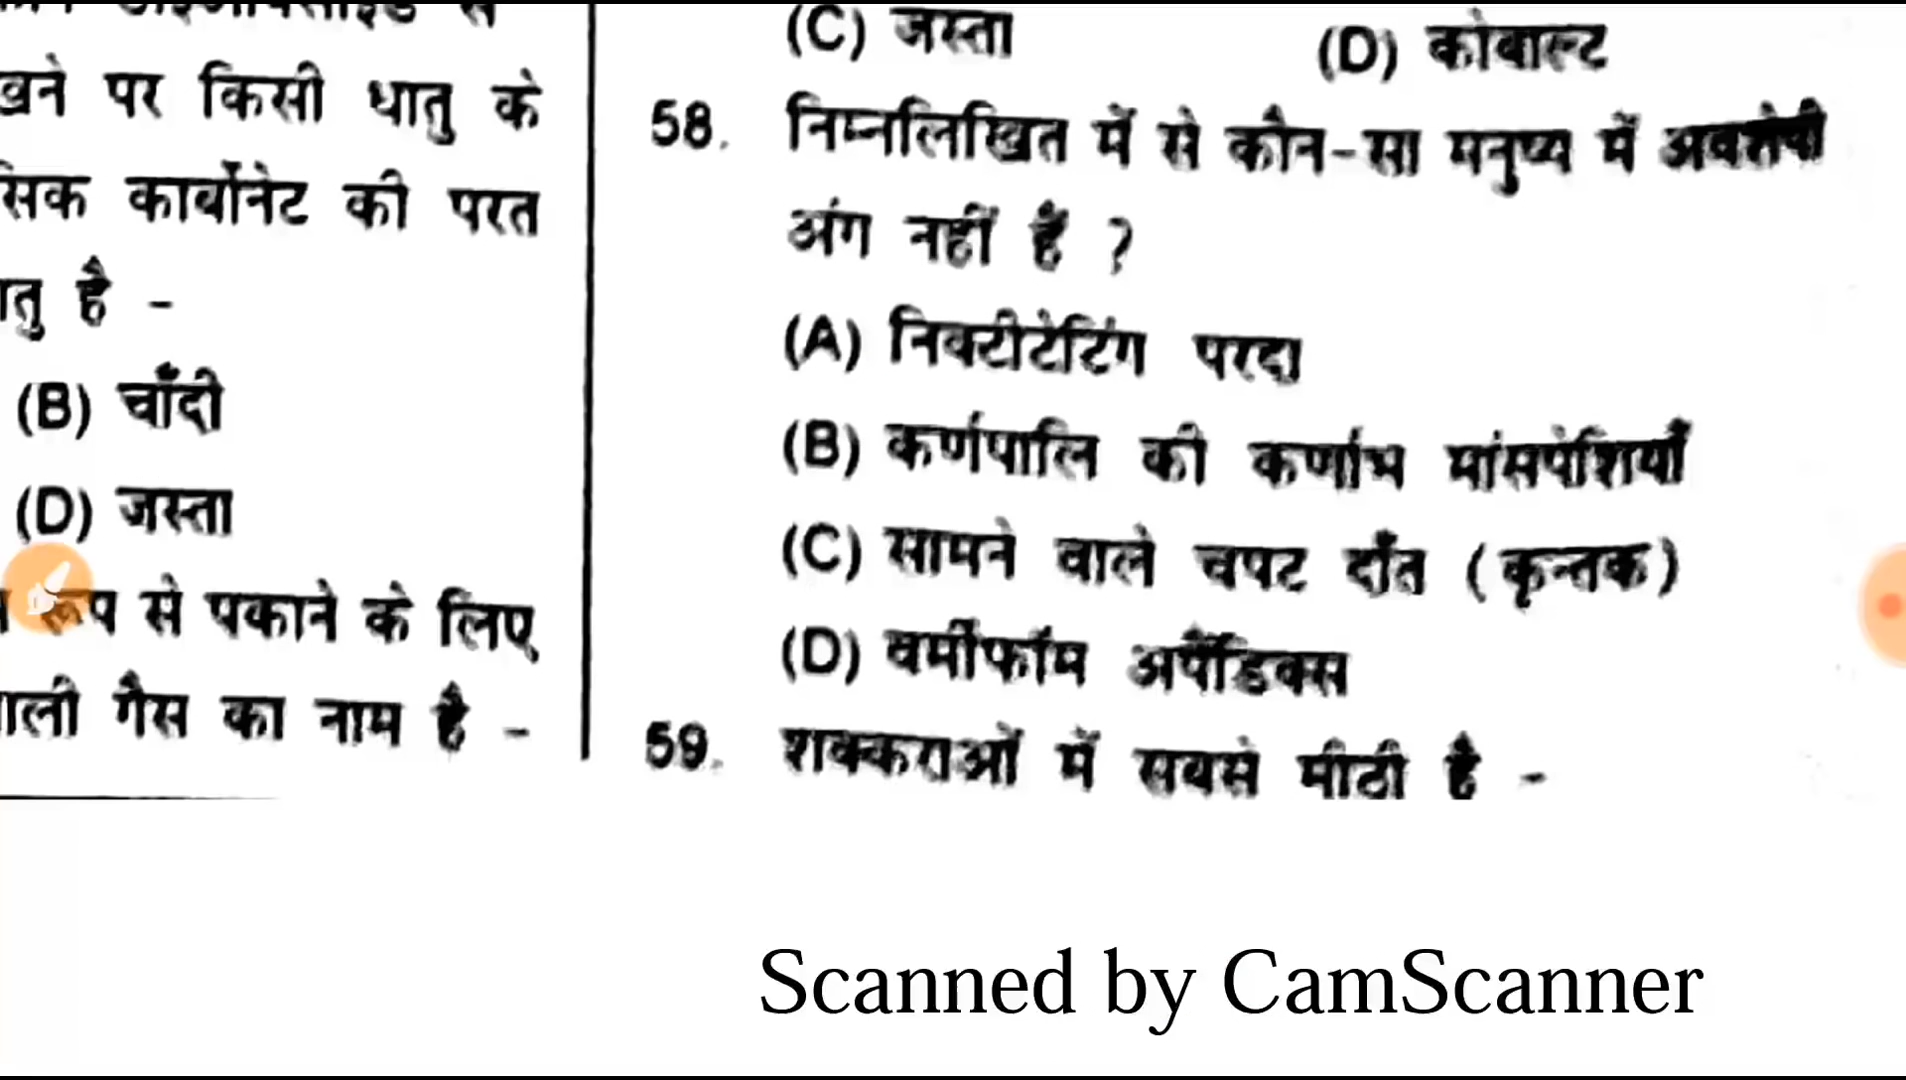 खने पर किसी धातु के
सिक कार्बोनेट की परत
तु है -
(B) चाँदी
(D) जस्ता
रूप से पकाने के लिए
ली गैस का नाम है -
(C) जस्ता
(D) कोबाल्ट
58. निम्नलिखित में से कौन-सा मनुष्य में अवशेषी
अंग नहीं है ?
(A) निक्टीटेटिंग परदा
(B) कर्णपालि की कर्णाभ मांसपेशियाँ
(C) सामने वाले चपट दाँत (कृन्तक)
(D) वर्मीफॉम अपेंडिक्स
59. शक्कराओं में सबसे मीठी है -
Scanned by CamScanner